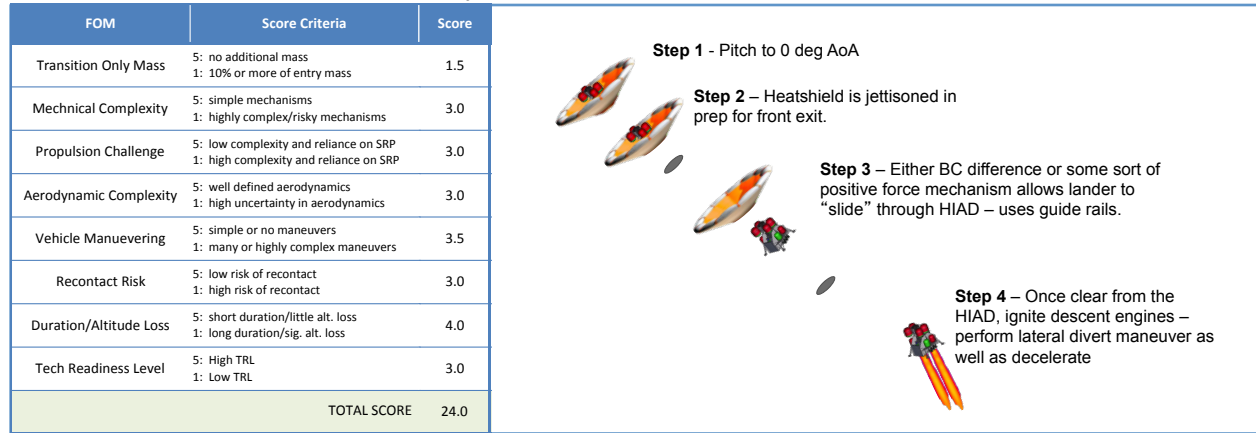 FOM Score Criteria Score
Transition Only Mass 5: no additional mass 1.5
1: 10% or more of entry mass
Mechnical Complexity 5: simple mechanisms 3.0
1: highly complex/risky mechanisms
Propulsion Challenge 5: low complexity and reliance on SRP 3.0
1: high complexity and reliance on SRP
Aerodynamic Complexity 5: well defined aerodynamics 3.0
1: high uncertainty in aerodynamics
Vehicle Manuevering 5: simple or no maneuvers 3.5
1: many or highly complex maneuvers
Recontact Risk 5: low risk of recontact 3.0
1: high risk of recontact
Duration/Altitude Loss 5: short duration/little alt. loss 4.0
1: long duration/sig. alt. loss
Tech Readiness Level 5: High TRL 3.0
1: Low TRL
TOTAL SCORE 24.0
Step 1 - Pitch to 0 deg AoA
Step 2 – Heatshield is jettisoned in
prep for front exit.
Step 3 – Either BC difference or some sort of
positive force mechanism allows lander to
“slide” through HIAD – uses guide rails.
Step 4 – Once clear from the
HIAD, ignite descent engines –
perform lateral divert maneuver as
well as decelerate